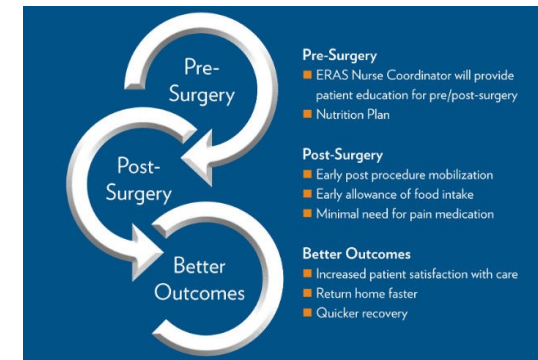 Pre-
Surgery
Post-
Surgery
Better
Outcomes
Pre-Surgery
ERAS Nurse Coordinator will provide
patient education for pre/post-surgery
Nutrition Plan
Post-Surgery
Early post procedure mobilization
Early allowance of food intake
Minimal need for pain medication
Better Outcomes
Increased patient satisfaction with care
Return home faster
Quicker recovery